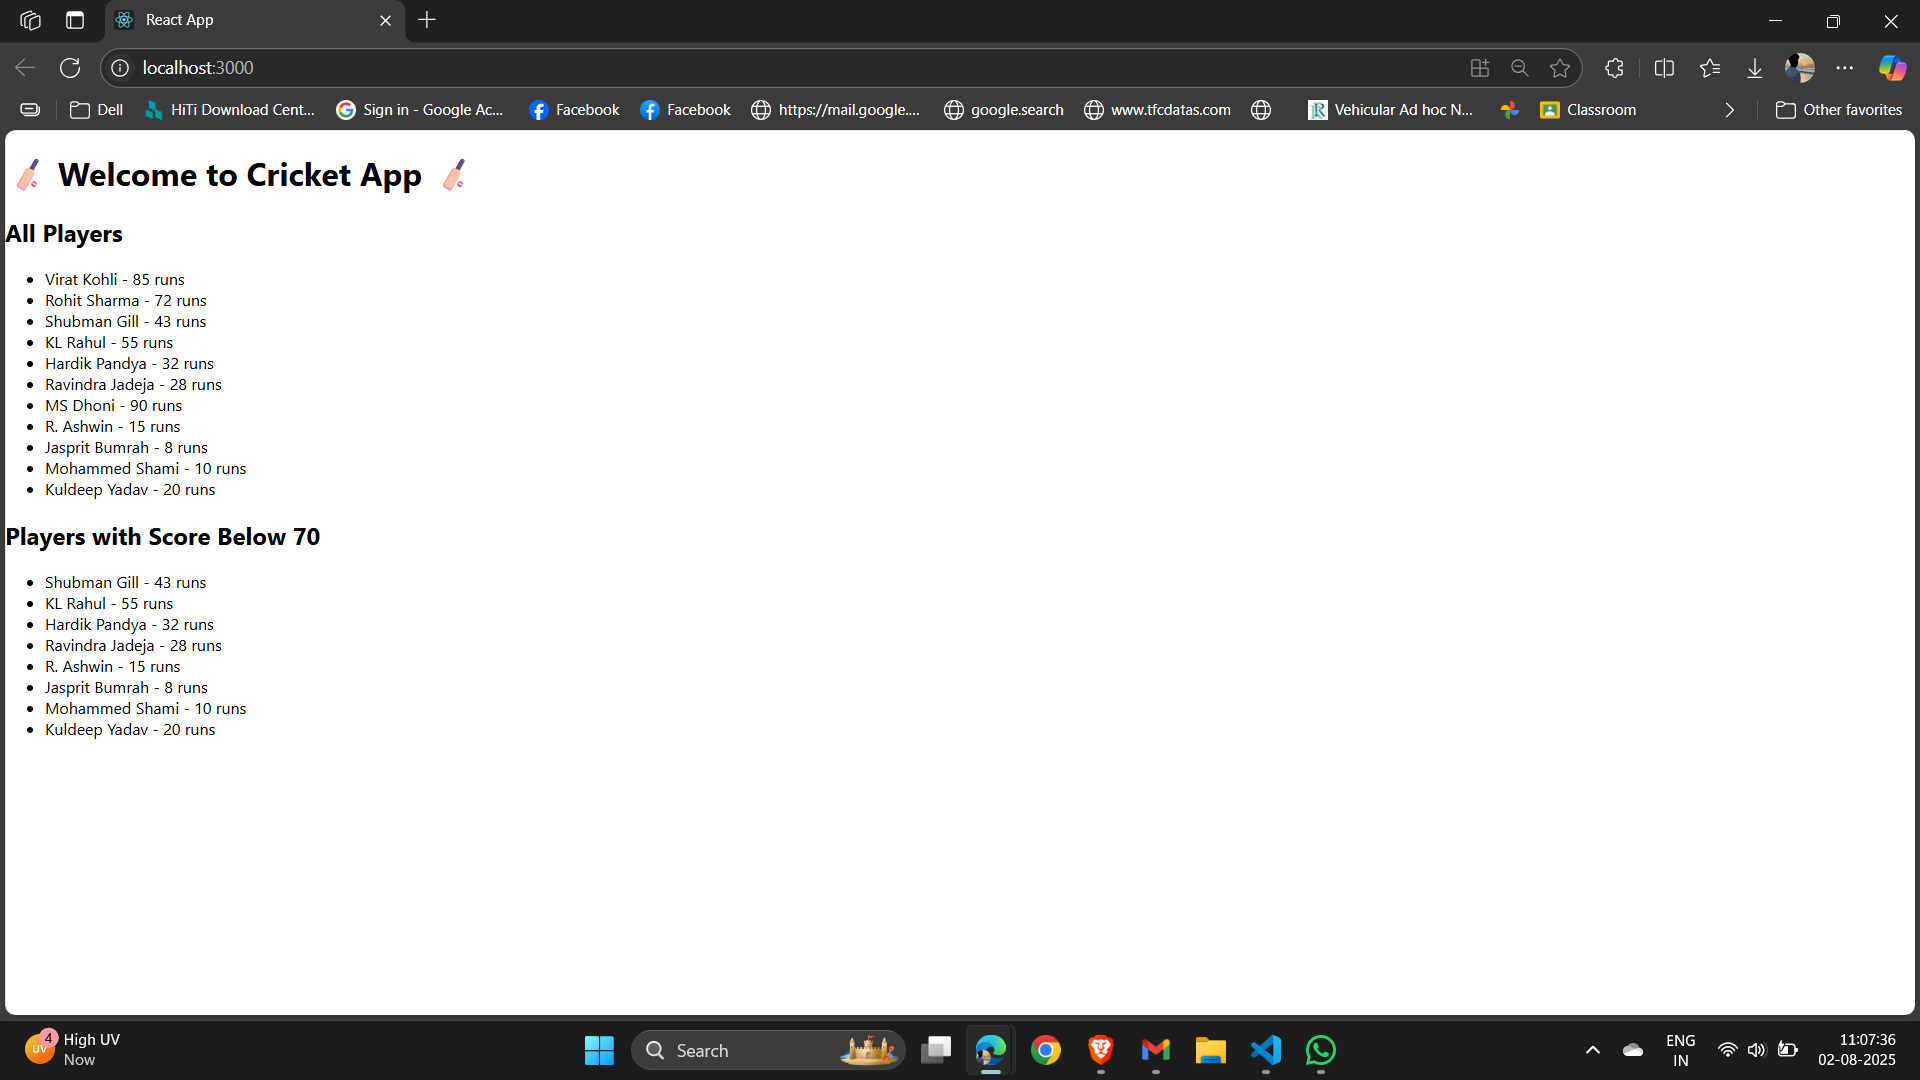 React App
localhost:3000
Dell
HiTi Download Cent...
Sign in - Google Ac...
Facebook
Facebook
https://mail.google....
google.search
www.tfcdatas.com
Vehicular Ad hoc N...
Classroom
Other favorites
Welcome to Cricket App
All Players
Virat Kohli - 85 runs
Rohit Sharma - 72 runs
Shubman Gill - 43 runs
KL Rahul - 55 runs
Hardik Pandya - 32 runs
Ravindra Jadeja - 28 runs
MS Dhoni - 90 runs
R. Ashwin - 15 runs
Jasprit Bumrah - 8 runs
Mohammed Shami - 10 runs
Kuldeep Yadav - 20 runs
Players with Score Below 70
Shubman Gill - 43 runs
KL Rahul - 55 runs
Hardik Pandya - 32 runs
Ravindra Jadeja - 28 runs
R. Ashwin - 15 runs
Jasprit Bumrah - 8 runs
Mohammed Shami - 10 runs
Kuldeep Yadav - 20 runs
UV
4
High UV
Now
Search
ENG
IN
11:07:36
02-08-2025